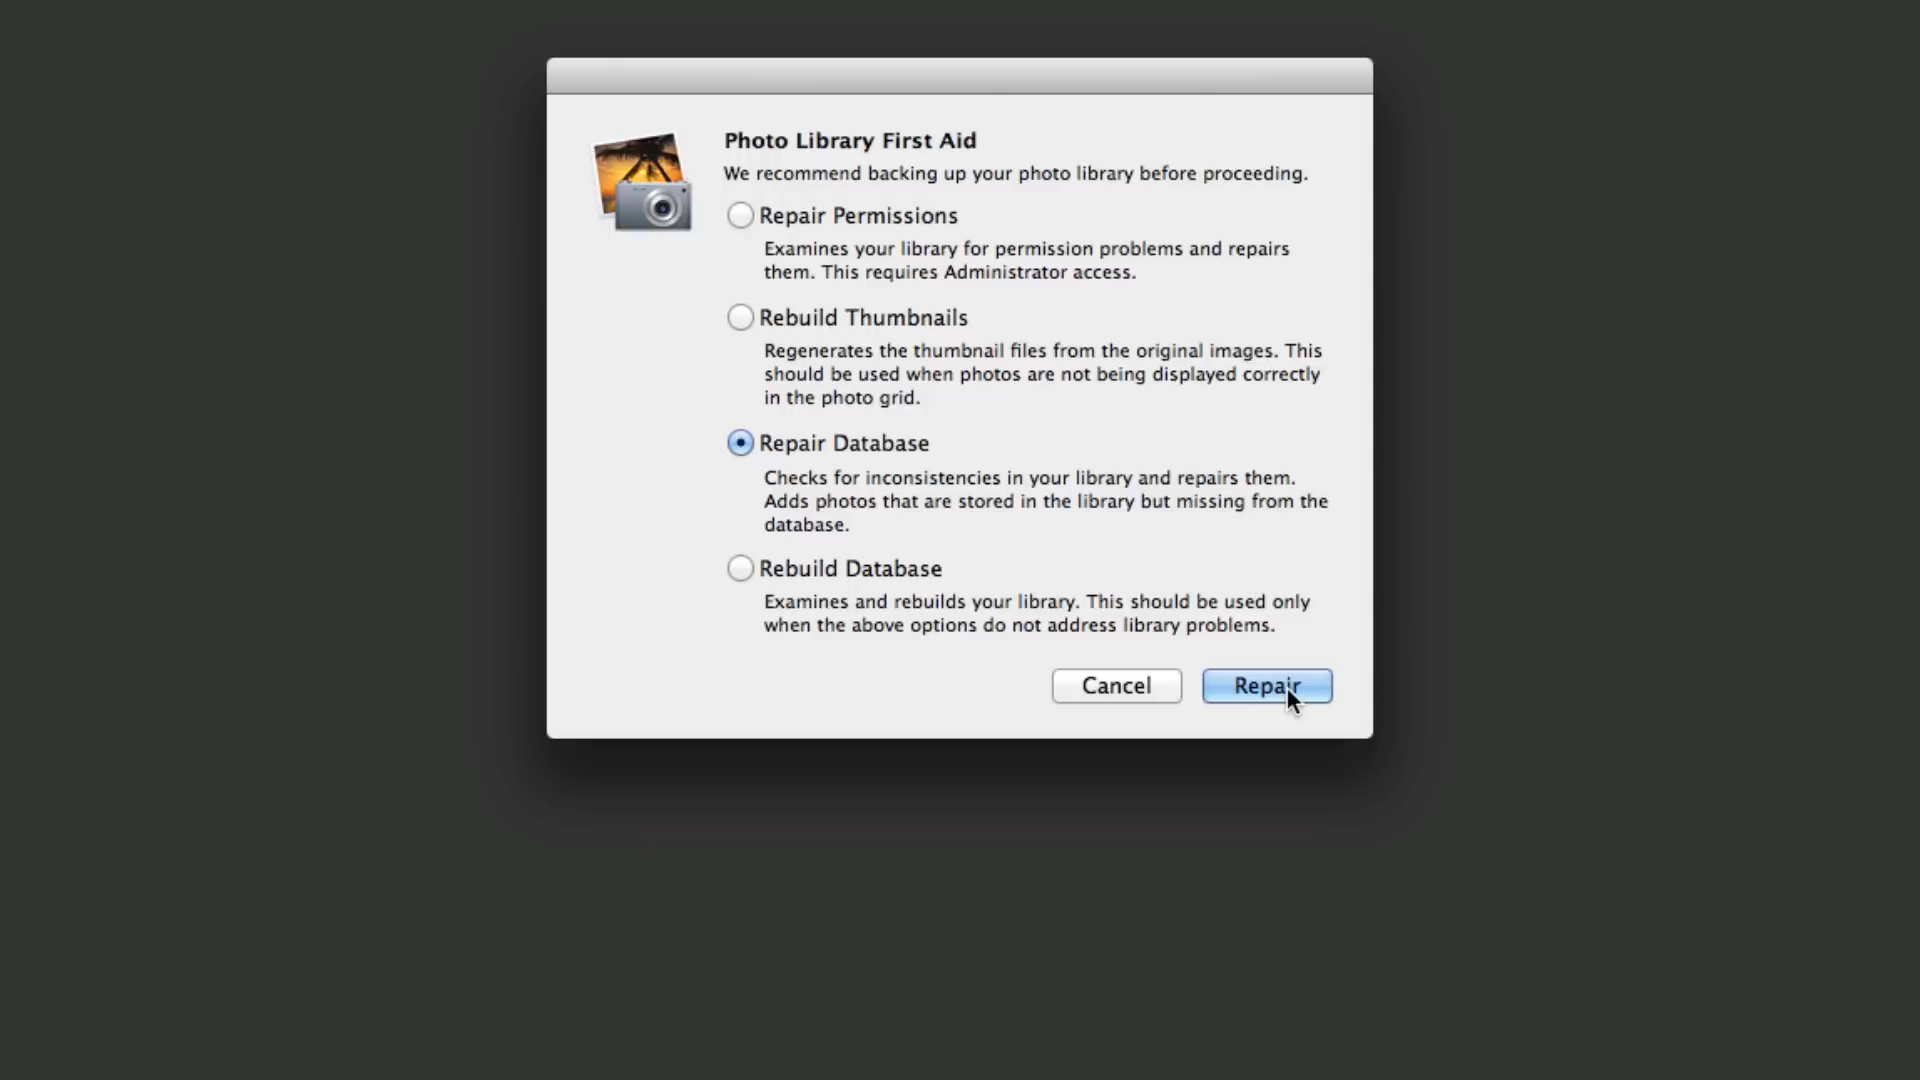 Photo Library First Aid
We recommend backing up your photo library before proceeding.
Repair Permissions
Examines your library for permission problems and repairs
them. This requires Administrator access.
Rebuild Thumbnails
Regenerates the thumbnail files from the original images. This
should be used when photos are not being displayed correctly
in the photo grid.
Repair Database
Checks for inconsistencies in your library and repairs them.
Adds photos that are stored in the library but missing from the
database.
Rebuild Database
Examines and rebuilds your library. This should be used only
when the above options do not address library problems.
Cancel Repair